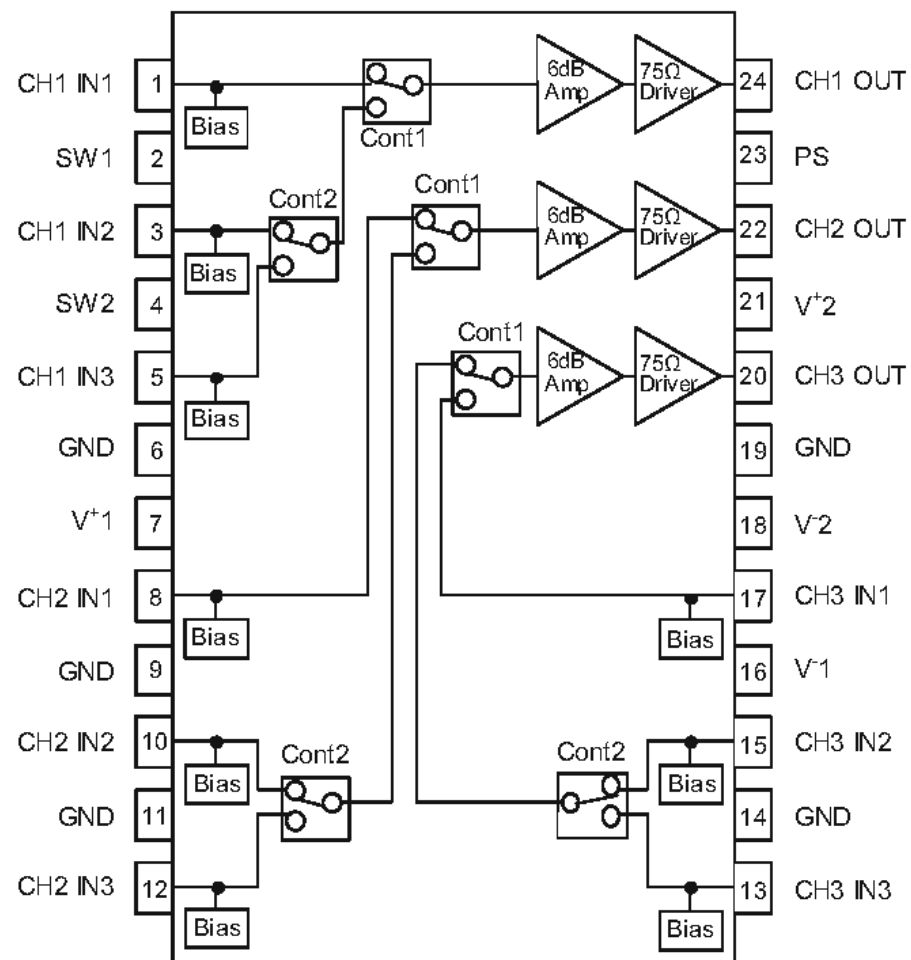 CH1 IN1
1
Bias
Cont1
6dB
Amp
75Ω
Driver
24
CH1 OUT
SW1
2
23
PS
CH1 IN2
3
Bias
Cont2
Cont1
6dB
Amp
75Ω
Driver
22
CH2 OUT
SW2
4
21
V+2
CH1 IN3
5
Bias
Cont1
6dB
Amp
75Ω
Driver
20
CH3 OUT
GND
6
19
GND
V+1
7
18
V-2
CH2 IN1
8
Bias
Bias
17
CH3 IN1
GND
9
16
V-1
CH2 IN2
10
Bias
Cont2
Cont2
Bias
15
CH3 IN2
GND
11
14
GND
CH2 IN3
12
Bias
Bias
13
CH3 IN3